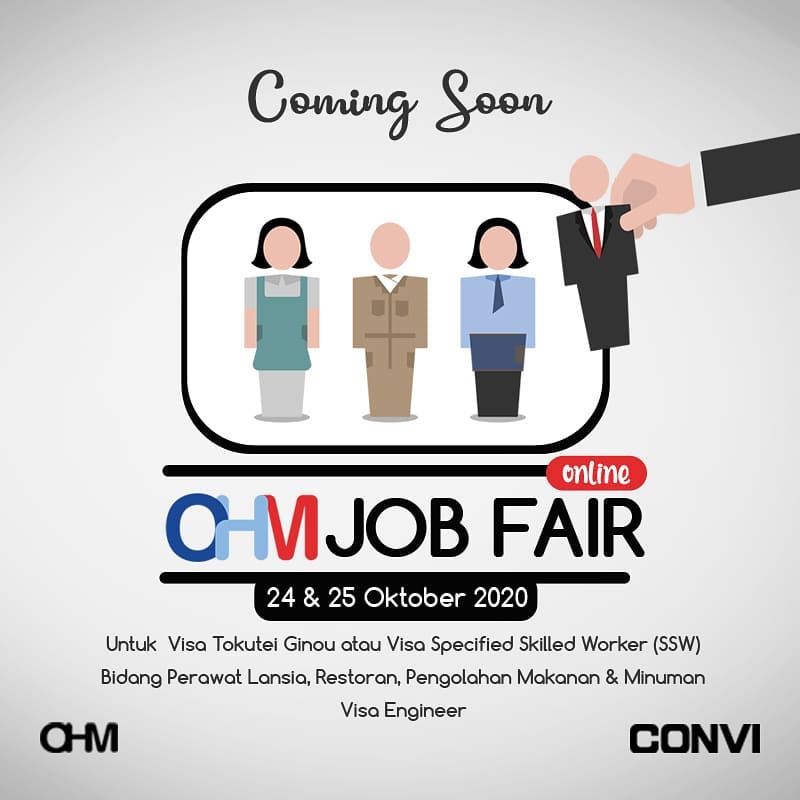 Coming Soon
online
OHM JOB FAIR
24 & 25 Oktober 2020
Untuk Visa Tokutei Ginou atau Visa Specified Skilled Worker (SSW)
Bidang Perawat Lansia, Restoran, Pengolahan Makanan & Minuman
Visa Engineer
OHM
CONVI